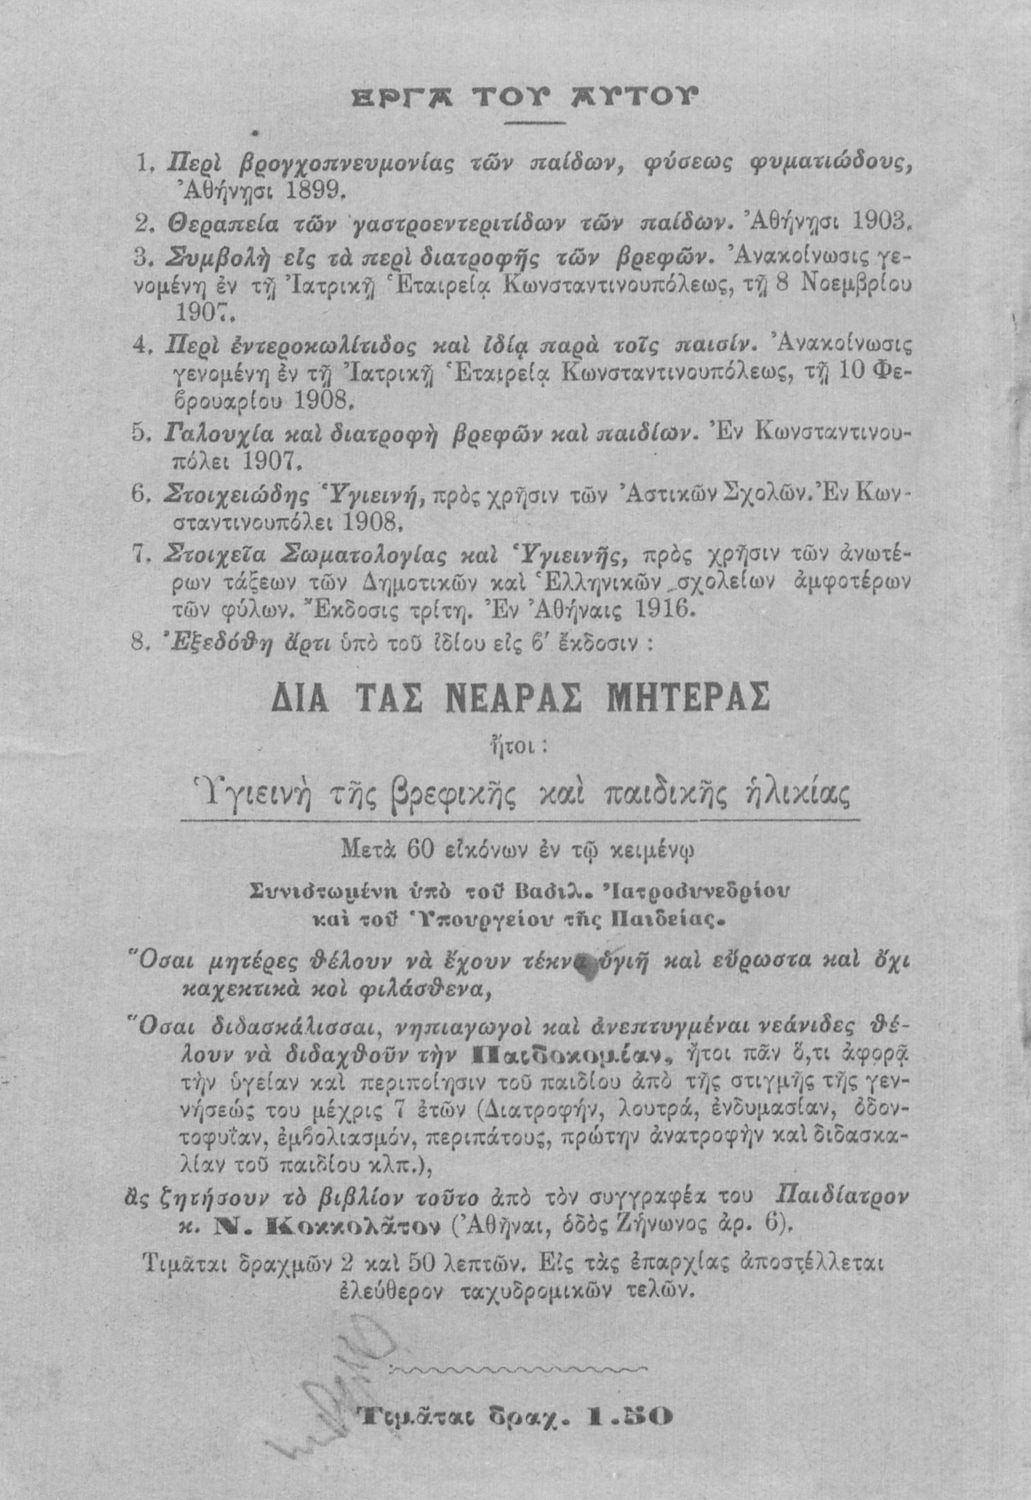 ΕΡΓΑ ΤΟΥ ΑΥΤΟΥ
1. Περὶ βρογχοπνευμονίας τῶν παίδων, φύσεως φυματιώδους,
Ἀθήνησι 1899.
2. Θεραπεία τῶν γαστροεντεριτίδων τῶν παίδων. Ἀθήνησι 1903.
3. Συμβολὴ εἰς τὰ περὶ διατροφῆς τῶν βρεφῶν. Ἀνακοίνωσις γε-
νομένη ἐν τῇ Ἰατρικῇ Ἑταιρείᾳ Κωνσταντινουπόλεως, τῇ 8 Νοεμβρίου
1907.
4. Περὶ ἐντεροκωλίτιδος καὶ ἰδίᾳ παρὰ τοῖς παισίν. Ἀνακοίνωσις
γενομένη ἐν τῇ Ἰατρικῇ Ἑταιρείᾳ Κωνσταντινουπόλεως, τῇ 10 Φε-
βρουαρίου 1908.
5. Γαλουχία καὶ διατροφὴ βρεφῶν καὶ παιδίων. Ἐν Κωνσταντινου-
πόλει 1907.
6. Στοιχειώδης Ὑγιεινή, πρὸς χρῆσιν τῶν Ἀστικῶν Σχολῶν. Ἐν Κων-
σταντινουπόλει 1908.
7. Στοιχεῖα Σωματολογίας καὶ Ὑγιεινῆς, πρὸς χρῆσιν τῶν ἀνωτέ-
ρων τάξεων τῶν Δημοτικῶν καὶ Ἑλληνικῶν σχολείων ἀμφοτέρων
τῶν φύλων. Ἔκδοσις τρίτη. Ἐν Ἀθήναις 1916.
8. Ἐξεδόθη ἄρτι ὑπὸ τοῦ ἰδίου εἰς β′ ἔκδοσιν :
ΔΙΑ ΤΑΣ ΝΕΑΡΑΣ ΜΗΤΕΡΑΣ
ἤτοι :
Ὑγιεινὴ τῆς βρεφικῆς καὶ παιδικῆς ἡλικίας
Μετὰ 60 εἰκόνων ἐν τῷ κειμένῳ
Συνιστωμένη ὑπὸ τοῦ Βασιλ. Ἰατροσυνεδρίου
καὶ τοῦ Ὑπουργείου τῆς Παιδείας.
Ὅσαι μητέρες θέλουν νὰ ἔχουν τέκνα ὑγιῆ καὶ εὔρωστα καὶ ὄχι
καχεκτικὰ κοὶ φιλάσθενα,
Ὅσαι διδασκάλισσαι, νηπιαγωγοὶ καὶ ἀνεπτυγμέναι νεάνιδες θέ-
λουν νὰ διδαχθοῦν τὴν Παιδοκομίαν, ἤτοι πᾶν ὅ,τι ἀφορᾷ
τὴν ὑγείαν καὶ περιποίησιν τοῦ παιδίου ἀπὸ τῆς στιγμῆς τῆς γεν-
νήσεώς του μέχρις 7 ἐτῶν (Διατροφήν, λουτρά, ἐνδυμασίαν, ὀδον-
τοφυΐαν, ἐμβολιασμόν, περιπάτους, πρώτην ἀνατροφὴν καὶ διδασκα-
λίαν τοῦ παιδίου κλπ.),
ἂς ζητήσουν τὸ βιβλίον τοῦτο ἀπὸ τὸν συγγραφέα του Παιδίατρον
κ. Ν. Κοκκολᾶτον (Ἀθῆναι, ὁδὸς Ζήνωνος ἀρ. 6).
Τιμᾶται δραχμῶν 2 καὶ 50 λεπτῶν. Εἰς τὰς ἐπαρχίας ἀποστέλλεται
ἐλεύθερον ταχυδρομικῶν τελῶν.
Τιμᾶται δραχ. 1.50